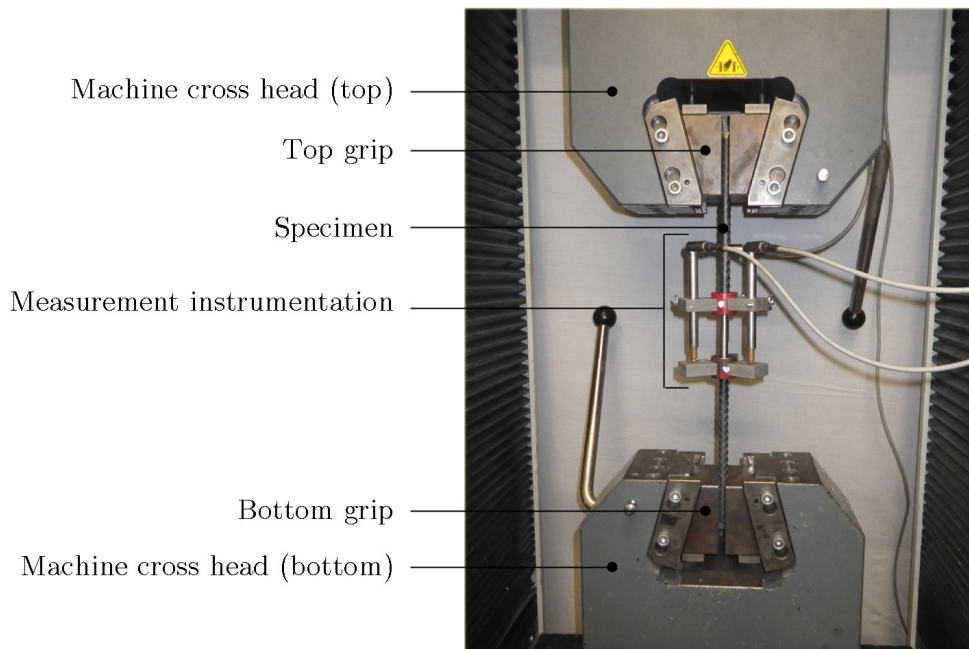 Machine cross head (top)
Top grip
Specimen
Measurement instrumentation
Bottom grip
Machine cross head (bottom)